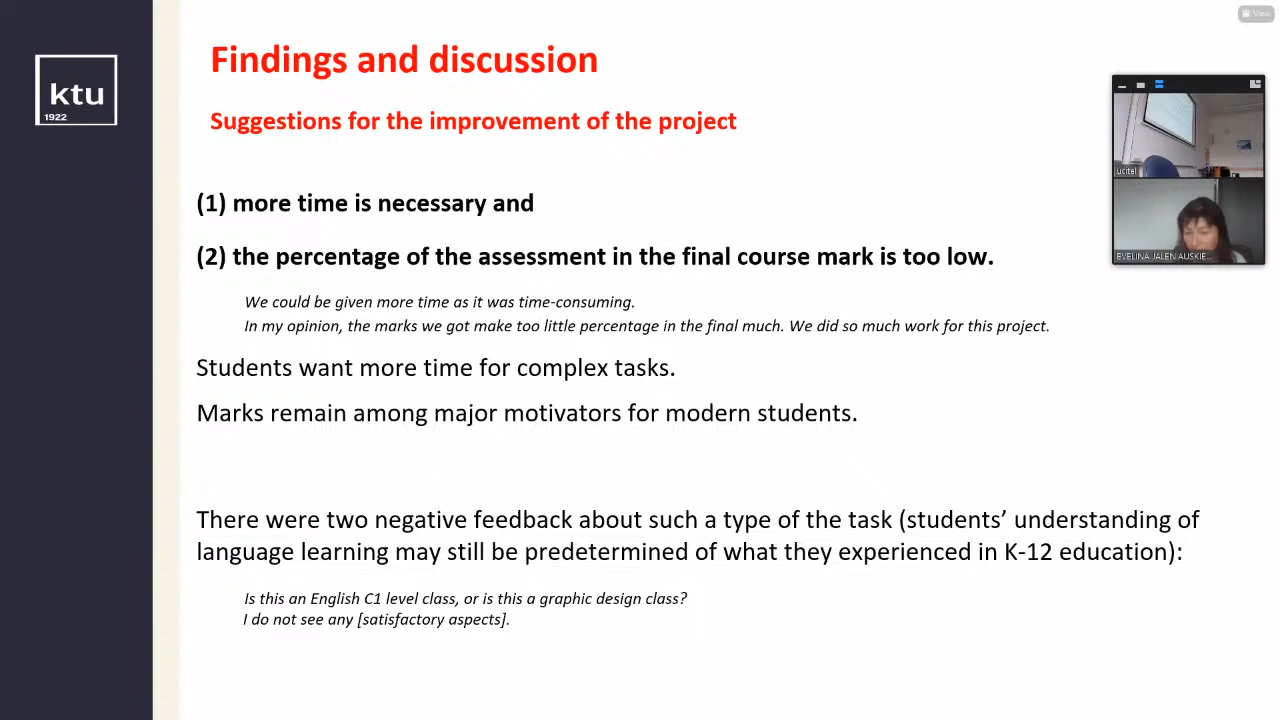 View
ktu
1922
Findings and discussion
Suggestions for the improvement of the project
ucitel
EVELINA JALEN AUSKIE...
(1) more time is necessary and
(2) the percentage of the assessment in the final course mark is too low.
We could be given more time as it was time-consuming.
In my opinion, the marks we got make too little percentage in the final much. We did so much work for this project.
Students want more time for complex tasks.
Marks remain among major motivators for modern students.
There were two negative feedback about such a type of the task (students’ understanding of
language learning may still be predetermined of what they experienced in K-12 education):
Is this an English C1 level class, or is this a graphic design class?
I do not see any [satisfactory aspects].